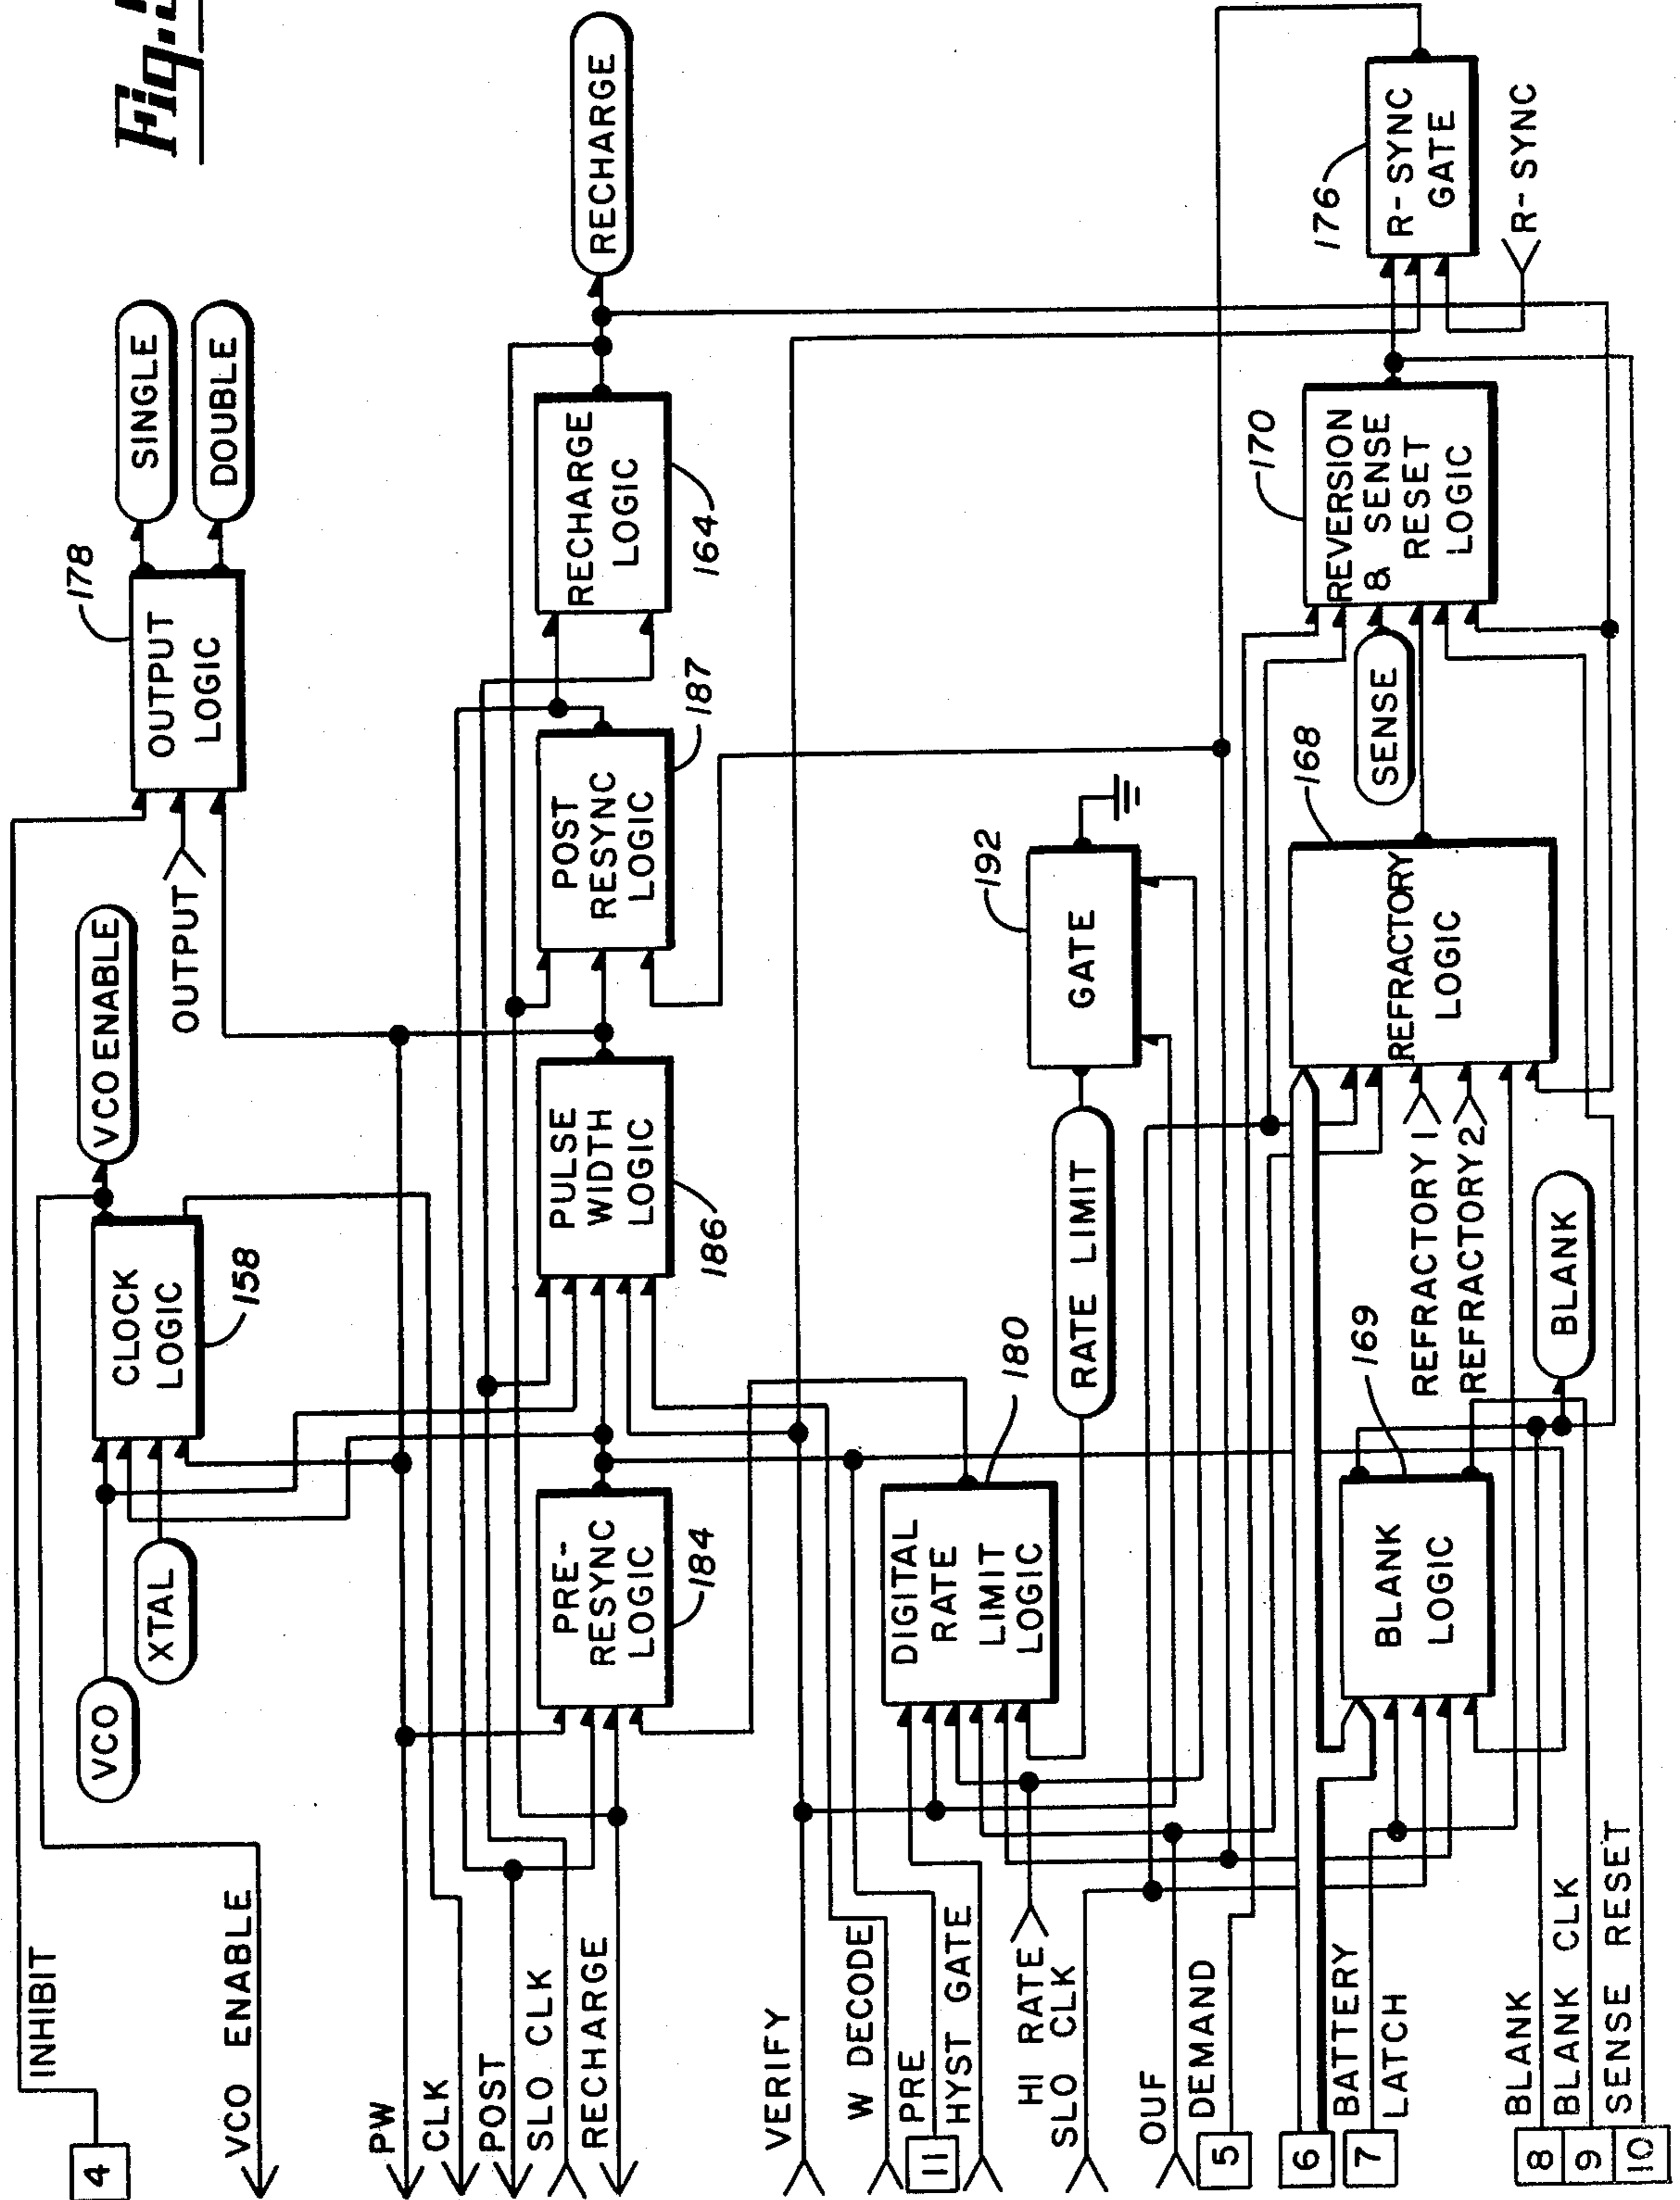 Fig.
4
INHIBIT
VCO ENABLE
VCO
XTAL
CLOCK
LOGIC
158
VCO ENABLE
OUTPUT
OUTPUT
LOGIC
178
SINGLE
DOUBLE
PW
CLK
POST
SLO CLK
RECHARGE
PRE-
RESYNC
LOGIC
184
PULSE
WIDTH
LOGIC
186
POST
RESYNC
LOGIC
187
RECHARGE
LOGIC
164
RECHARGE
VERIFY
W DECODE
PRE
11
HYST GATE
HI RATE
SLO CLK
OUF
DIGITAL
RATE
LIMIT
LOGIC
180
RATE LIMIT
GATE
192
DEMAND
5
6
BATTERY
LATCH
7
BLANK
LOGIC
169
REFRACTORY 1
REFRACTORY 2
BLANK
REFRACTORY
LOGIC
168
SENSE
REVERSION
& SENSE
RESET
LOGIC
170
R-SYNC
GATE
176
R-SYNC
BLANK
8
BLANK CLK
9
SENSE RESET
10